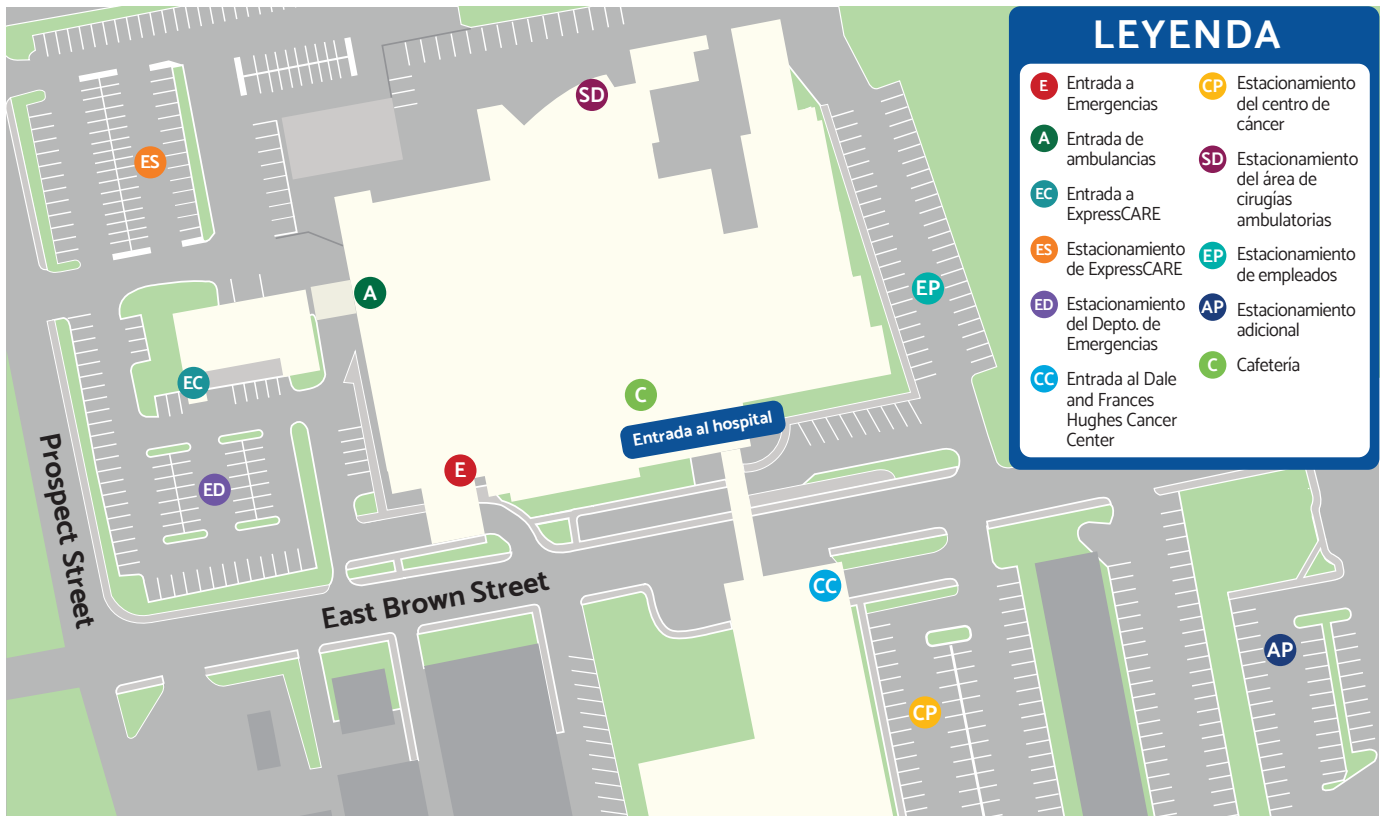 LEYENDA
E
Entrada a
Emergencias
A
Entrada de
ambulancias
EC
Entrada a
ExpressCARE
ES
Estacionamiento
de ExpressCARE
ED
Estacionamiento
del Depto. de
Emergencias
CC
Entrada al Dale
and Frances
Hughes Cancer
Center
CP
Estacionamiento
del centro de
cáncer
SD
Estacionamiento
del área de
cirugías
ambulatorias
EP
Estacionamiento
de empleados
AP
Estacionamiento
adicional
C
Cafetería
SD
ES
EP
A
EC
C
Entrada al hospital
E
ED
Prospect Street
East Brown Street
CC
AP
CP